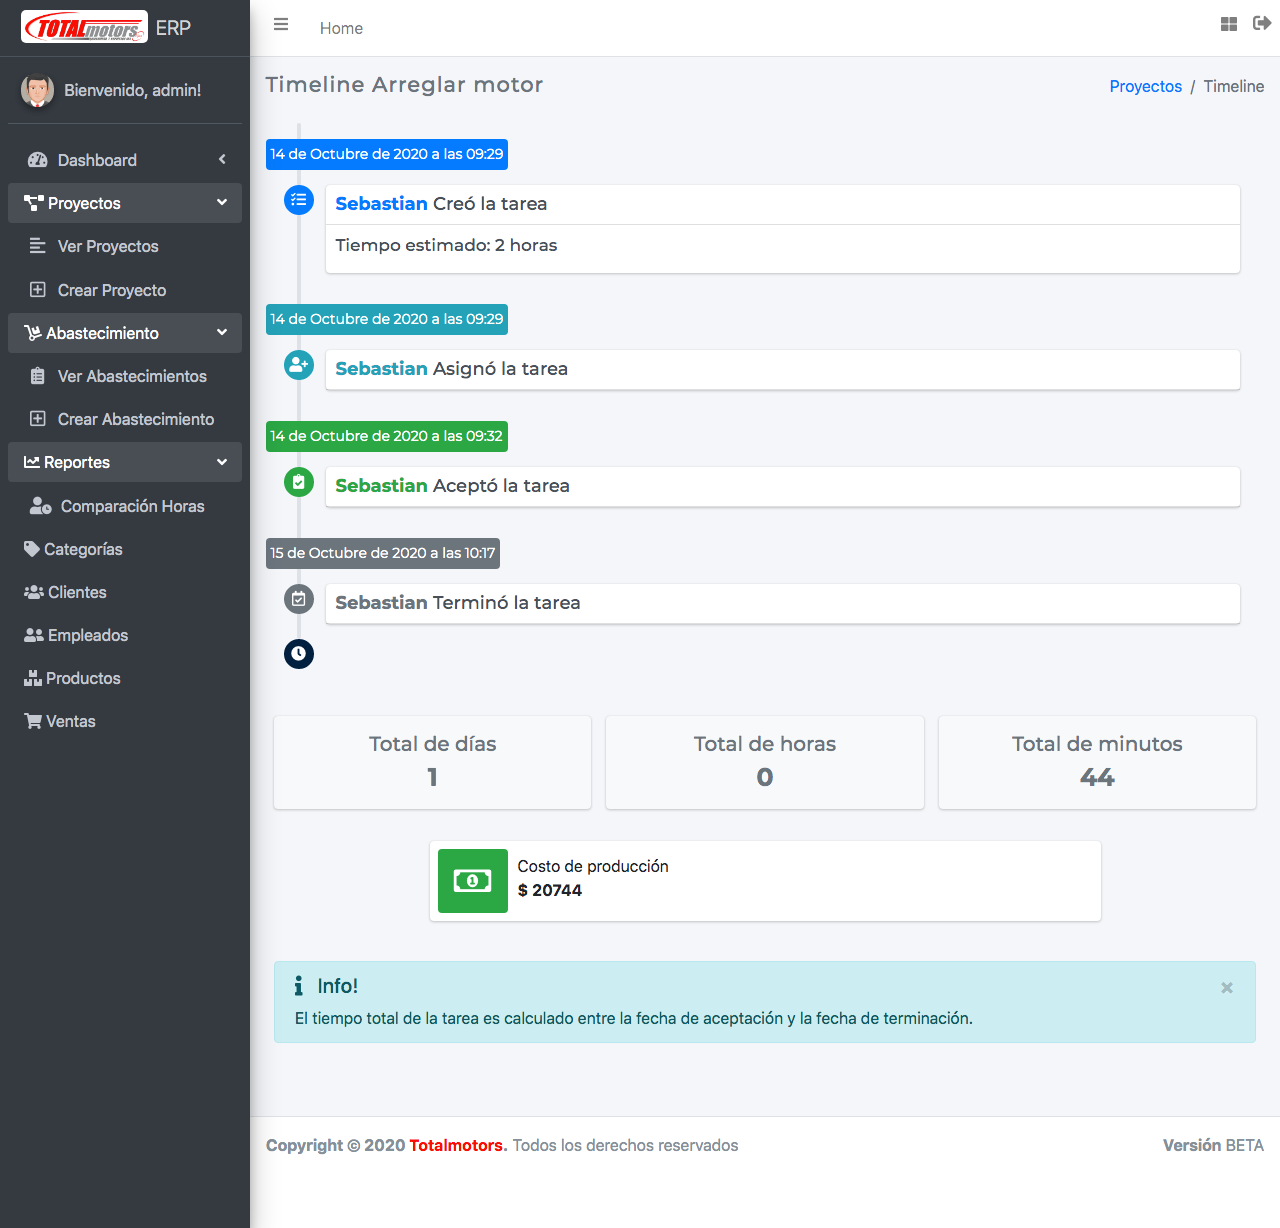 TOTALmotors ERP
Home
Bienvenido, admin!
Dashboard
Proyectos
Ver Proyectos
Crear Proyecto
Abastecimiento
Ver Abastecimientos
Crear Abastecimiento
Reportes
Comparación Horas
Categorías
Clientes
Empleados
Productos
Ventas
Timeline Arreglar motor
Proyectos / Timeline
14 de Octubre de 2020 a las 09:29
Sebastian Creó la tarea
Tiempo estimado: 2 horas
14 de Octubre de 2020 a las 09:29
Sebastian Asignó la tarea
14 de Octubre de 2020 a las 09:32
Sebastian Aceptó la tarea
15 de Octubre de 2020 a las 10:17
Sebastian Terminó la tarea
Total de días
1
Total de horas
0
Total de minutos
44
Costo de producción
$ 20744
Info!
×
El tiempo total de la tarea es calculado entre la fecha de aceptación y la fecha de terminación.
Copyright © 2020 Totalmotors. Todos los derechos reservados
Versión BETA